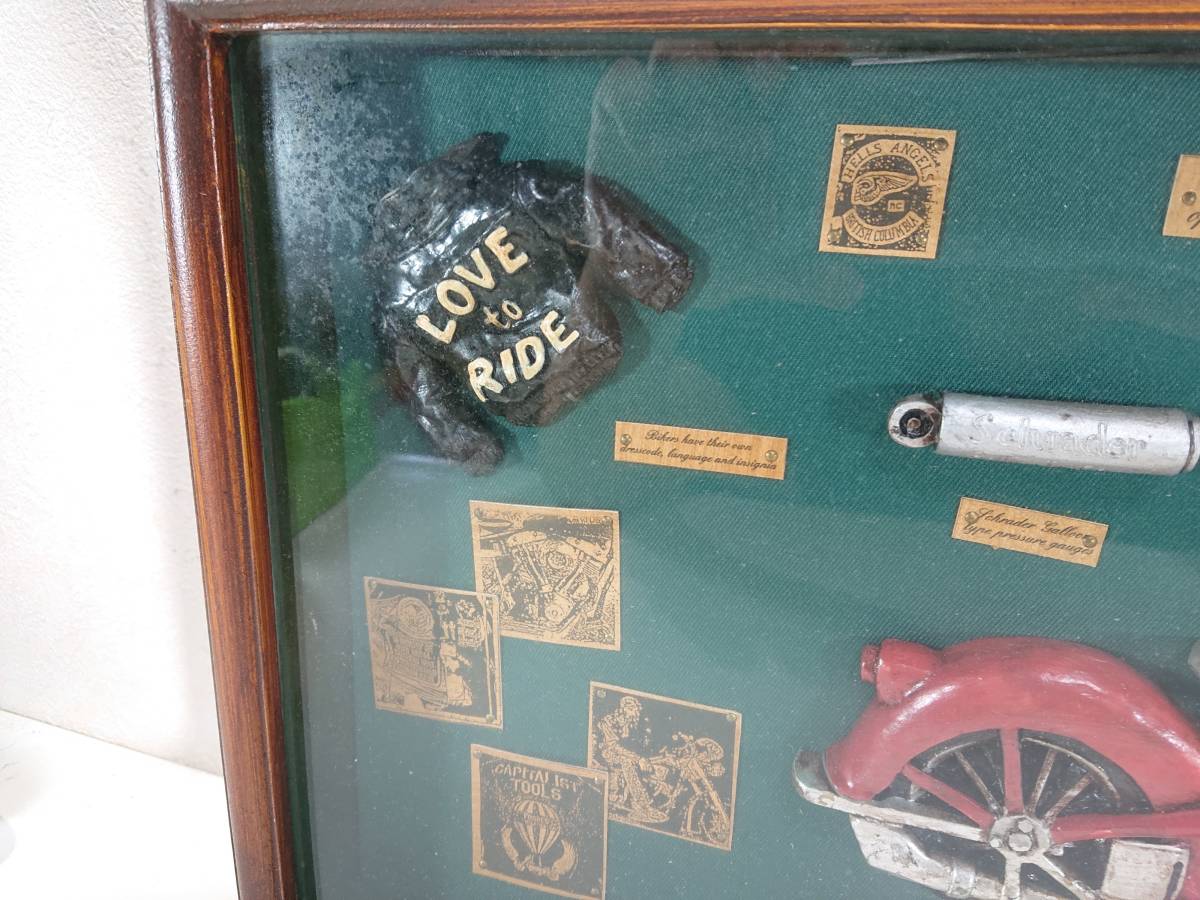 LOVE
to
RIDE
HELLS ANGELS
MC
BRITISH COLUMBIA
Bikers have their own
dresscode, language and insignia
Schrader
Schrader Balloon
type pressure gauges
CAPITALIST
TOOLS